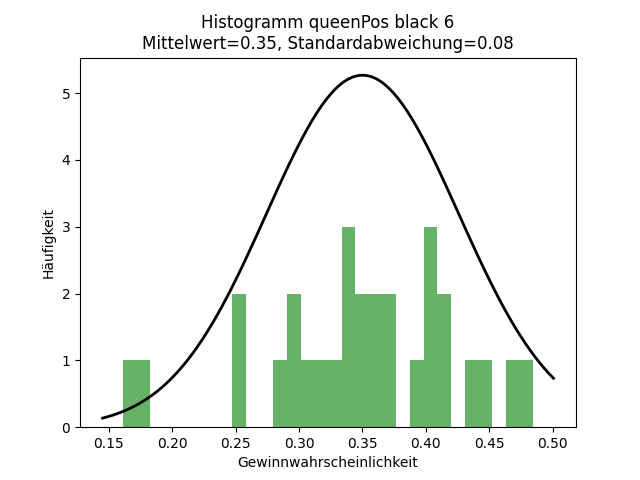 Histogramm queenPos black 6
Mittelwert=0.35, Standardabweichung=0.08
5
4
3
2
1
0
Häufigkeit
0.15 0.20 0.25 0.30 0.35 0.40 0.45 0.50
Gewinnwahrscheinlichkeit